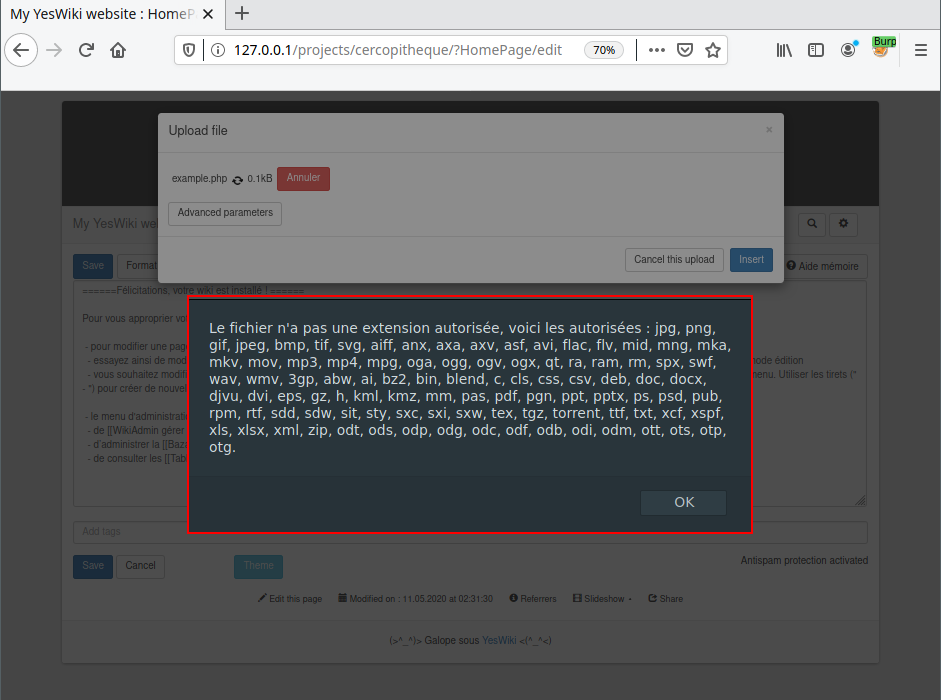 My YesWiki website : HomeP
127.0.0.1/projects/cercopitheque/?HomePage/edit
70%
Burp
Upload file
×
example.php 0.1kB Annuler
Advanced parameters
My YesWiki we
Cancel this upload
Insert
Save
Format
Aide mémoire
======Félicitations, votre wiki est installé ! ======
Pour vous approprier vot
- pour modifier une page
- essayez ainsi de mod
ode édition
- vous souhaitez modif
enu. Utiliser les tirets (*
- *) pour créer de nouvel
- le menu d'administrati
- de [[WikiAdmin gérer
- d'administrer la [[Baza
- de consulter les [[Tabl
Le fichier n'a pas une extension autorisée, voici les autorisées : jpg, png,
gif, jpeg, bmp, tif, svg, aiff, anx, axa, axv, asf, avi, flac, flv, mid, mng, mka,
mkv, mov, mp3, mp4, mpg, oga, ogg, ogv, ogx, qt, ra, ram, rm, spx, swf,
wav, wmv, 3gp, abw, ai, bz2, bin, blend, c, cls, css, csv, deb, doc, docx,
djvu, dvi, eps, gz, h, kml, kmz, mm, pas, pdf, pgn, ppt, pptx, ps, psd, pub,
rpm, rtf, sdd, sdw, sit, sty, sxc, sxi, sxw, tex, tgz, torrent, ttf, txt, xcf, xspf,
xls, xlsx, xml, zip, odt, ods, odp, odg, odc, odf, odb, odi, odm, ott, ots, otp,
otg.
OK
Add tags
Save
Cancel
Theme
Antispam protection activated
Edit this page
Modified on : 11.05.2020 at 02:31:30
Referrers
Slideshow
Share
(>^_^)> Galope sous YesWiki <(^_^<)